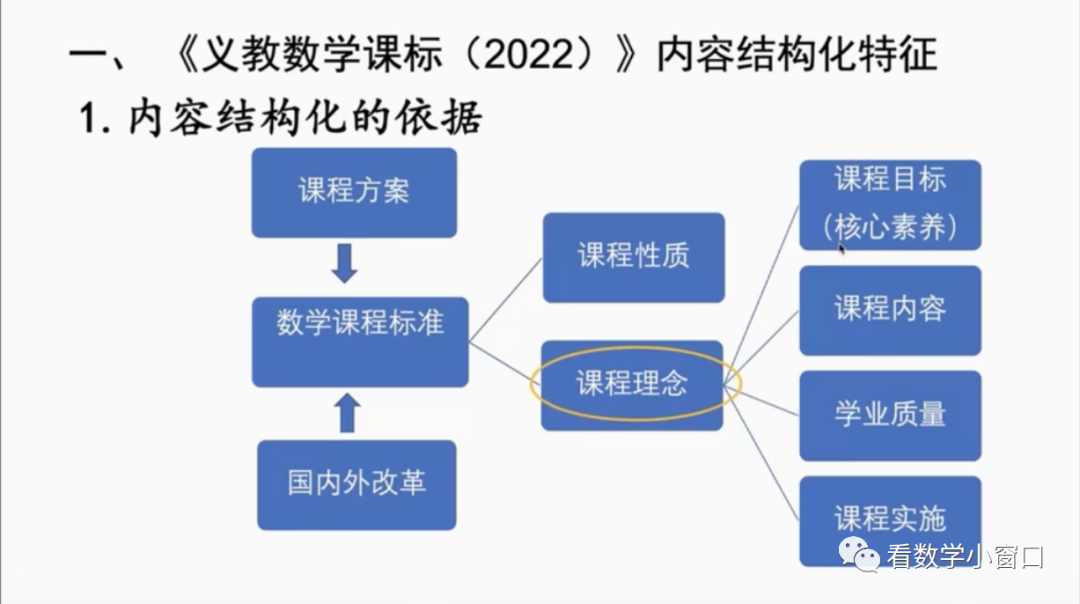 一、《义教数学课标（2022）》内容结构化特征
1.内容结构化的依据
课程方案
数学课程标准
国内外改革
课程性质
课程理念
课程目标
（核心素养）
课程内容
学业质量
课程实施
看数学小窗口